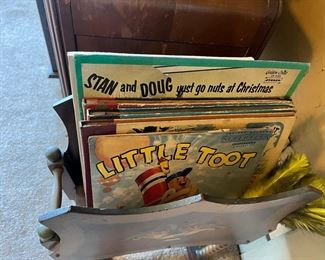 STAN and DOUG yust go nuts at Christmas
LITTLE TOOT